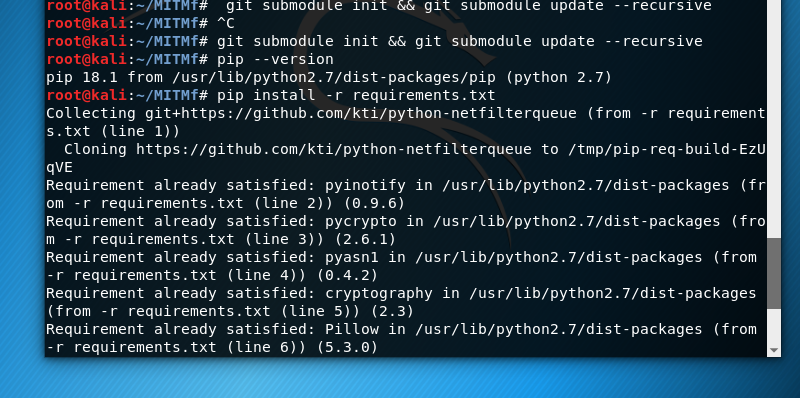 root@kali:~/MITMf#  git submodule init && git submodule update --recursive
root@kali:~/MITMf# ^C
root@kali:~/MITMf# git submodule init && git submodule update --recursive
root@kali:~/MITMf# pip --version
pip 18.1 from /usr/lib/python2.7/dist-packages/pip (python 2.7)
root@kali:~/MITMf# pip install -r requirements.txt
Collecting git+https://github.com/kti/python-netfilterqueue (from -r requirement
s.txt (line 1))
  Cloning https://github.com/kti/python-netfilterqueue to /tmp/pip-req-build-EzU
qVE
Requirement already satisfied: pyinotify in /usr/lib/python2.7/dist-packages (fr
om -r requirements.txt (line 2)) (0.9.6)
Requirement already satisfied: pycrypto in /usr/lib/python2.7/dist-packages (fro
m -r requirements.txt (line 3)) (2.6.1)
Requirement already satisfied: pyasn1 in /usr/lib/python2.7/dist-packages (from
-r requirements.txt (line 4)) (0.4.2)
Requirement already satisfied: cryptography in /usr/lib/python2.7/dist-packages
(from -r requirements.txt (line 5)) (2.3)
Requirement already satisfied: Pillow in /usr/lib/python2.7/dist-packages (from
-r requirements.txt (line 6)) (5.3.0)